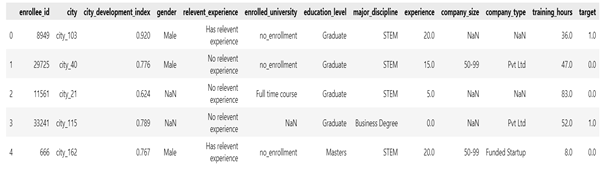 enrollee_id city city_development_index gender relevent_experience enrolled_university education_level major_discipline experience company_size company_type training_hours target
0 8949 city_103 0.920 Male Has relevent experience no_enrollment Graduate STEM 20.0 NaN NaN 36.0 1.0
1 29725 city_40 0.776 Male No relevent experience no_enrollment Graduate STEM 15.0 50-99 Pvt Ltd 47.0 0.0
2 11561 city_21 0.624 NaN No relevent experience Full time course Graduate STEM 5.0 NaN NaN 83.0 0.0
3 33241 city_115 0.789 NaN No relevent experience NaN Graduate Business Degree 0.0 NaN Pvt Ltd 52.0 1.0
4 666 city_162 0.767 Male Has relevent experience no_enrollment Masters STEM 20.0 50-99 Funded Startup 8.0 0.0